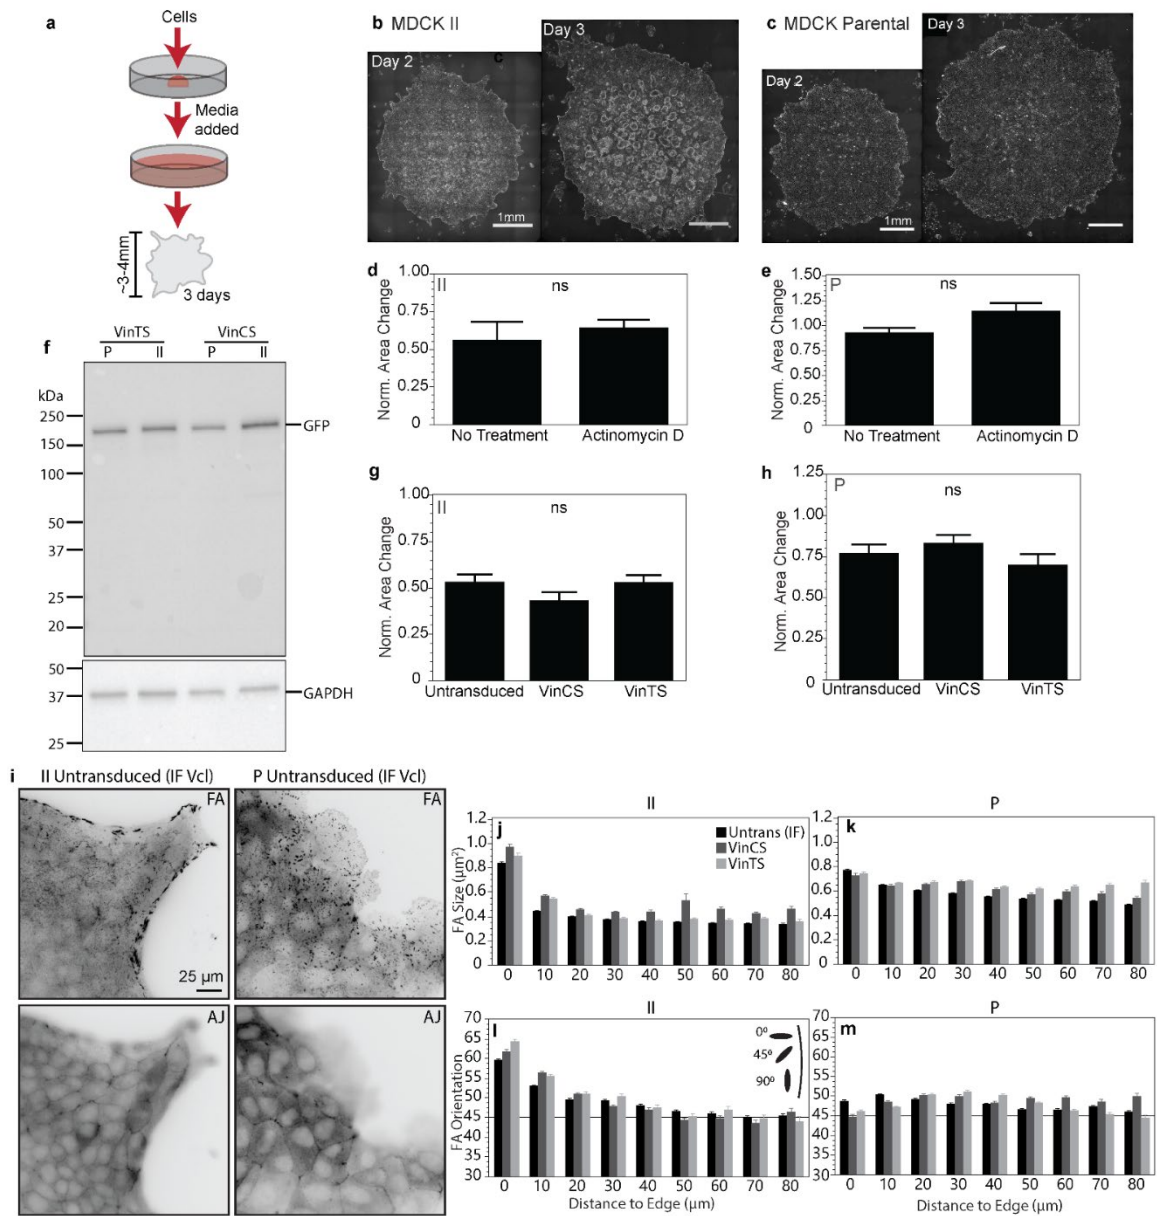 a
Cells
Media
added
~3-4mm
3 days
b MDCK II
Day 2
1mm
Day 3
c
c MDCK Parental
Day 2
1mm
Day 3
d
II
ns
Norm. Area Change
1.00
0.75
0.50
0.25
0
No Treatment
Actinomycin D
e
P
ns
Norm. Area Change
1.50
1.25
1.00
0.75
0.50
0.25
0
No Treatment
Actinomycin D
f
VinTS VinCS
P II P II
kDa
250
150
100
50
37
25
20
GFP
50
37
25
GAPDH
g
II
ns
Norm. Area Change
1.00
0.75
0.50
0.25
0
Untransduced VinCS VinTS
h
P
ns
Norm. Area Change
1.25
1.00
0.75
0.50
0.25
0
Untransduced VinCS VinTS
i
II Untransduced (IF Vcl)
P Untransduced (IF Vcl)
FA
25 µm
FA
AJ
AJ
II
j
Untrans (IF)
VinCS
VinTS
FA Size (µm²)
1.2
1.0
0.8
0.6
0.4
0.2
0
0 10 20 30 40 50 60 70 80
P
k
1.2
1.0
0.8
0.6
0.4
0.2
0
0 10 20 30 40 50 60 70 80
II
l
0º
45º
90º
FA Orientation
70
65
60
55
50
45
40
35
30
0 10 20 30 40 50 60 70 80
Distance to Edge (µm)
P
m
70
65
60
55
50
45
40
35
30
0 10 20 30 40 50 60 70 80
Distance to Edge (µm)